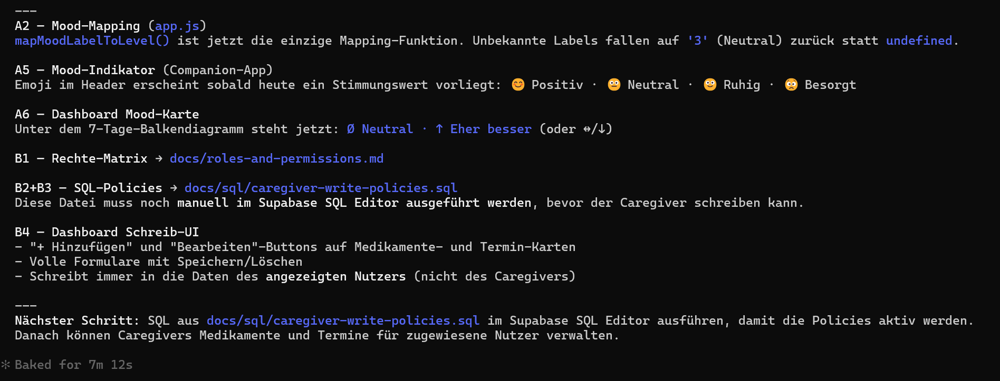 ---
A2 — Mood-Mapping (app.js)
mapMoodLabelToLevel() ist jetzt die einzige Mapping-Funktion. Unbekannte Labels fallen auf '3' (Neutral) zurück statt undefined.
A5 — Mood-Indikator (Companion-App)
Emoji im Header erscheint sobald heute ein Stimmungswert vorliegt: 😊 Positiv · 😐 Neutral · 🙂 Ruhig · 😟 Besorgt
A6 — Dashboard Mood-Karte
Unter dem 7-Tage-Balkendiagramm steht jetzt: Ø Neutral · ↑ Eher besser (oder ↔/↓)
B1 — Rechte-Matrix → docs/roles-and-permissions.md
B2+B3 — SQL-Policies → docs/sql/caregiver-write-policies.sql
Diese Datei muss noch manuell im Supabase SQL Editor ausgeführt werden, bevor der Caregiver schreiben kann.
B4 — Dashboard Schreib-UI
- "+ Hinzufügen" und "Bearbeiten"-Buttons auf Medikamente- und Termin-Karten
- Volle Formulare mit Speichern/Löschen
- Schreibt immer in die Daten des angezeigten Nutzers (nicht des Caregivers)
---
Nächster Schritt: SQL aus docs/sql/caregiver-write-policies.sql im Supabase SQL Editor ausführen, damit die Policies aktiv werden.
Danach können Caregivers Medikamente und Termine für zugewiesene Nutzer verwalten.
✻ Baked for 7m 12s